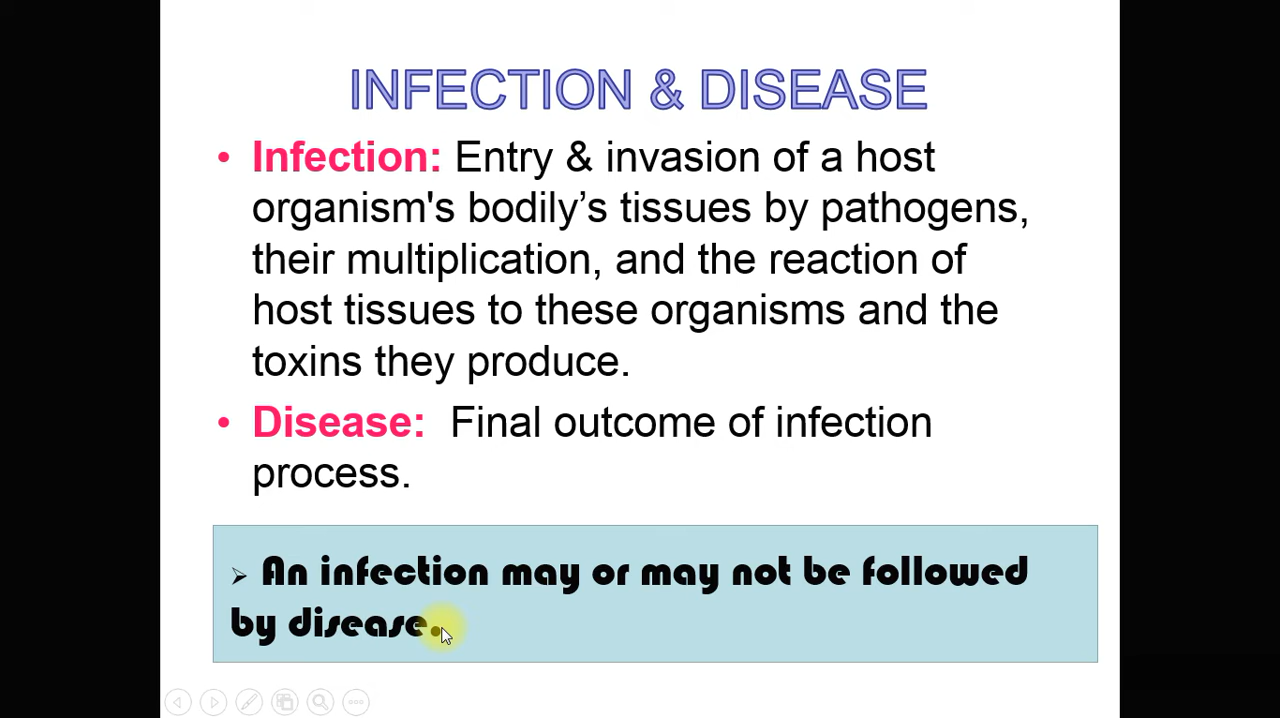 INFECTION & DISEASE
• Infection: Entry & invasion of a host
organism's bodily’s tissues by pathogens,
their multiplication, and the reaction of
host tissues to these organisms and the
toxins they produce.
• Disease: Final outcome of infection
process.
➢ An infection may or may not be followed
by disease.